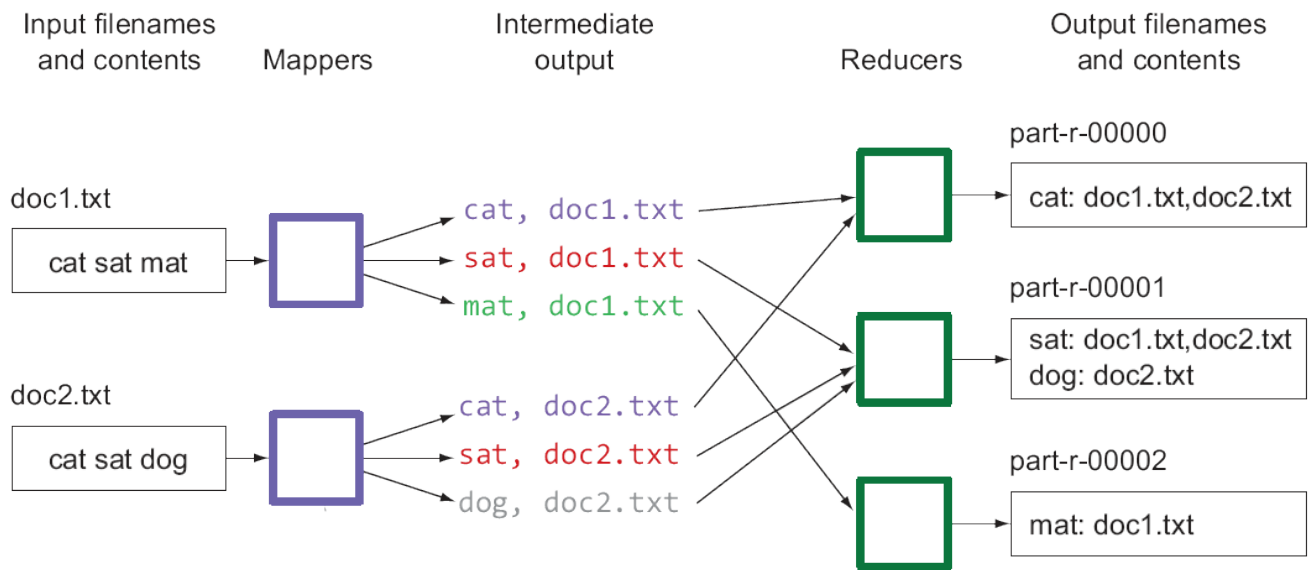 Input filenames
and contents
Mappers
Intermediate
output
Reducers
Output filenames
and contents
doc1.txt
cat sat mat
cat, doc1.txt
sat, doc1.txt
mat, doc1.txt
doc2.txt
cat sat dog
cat, doc2.txt
sat, doc2.txt
dog, doc2.txt
part-r-00000
cat: doc1.txt,doc2.txt
part-r-00001
sat: doc1.txt,doc2.txt
dog: doc2.txt
part-r-00002
mat: doc1.txt